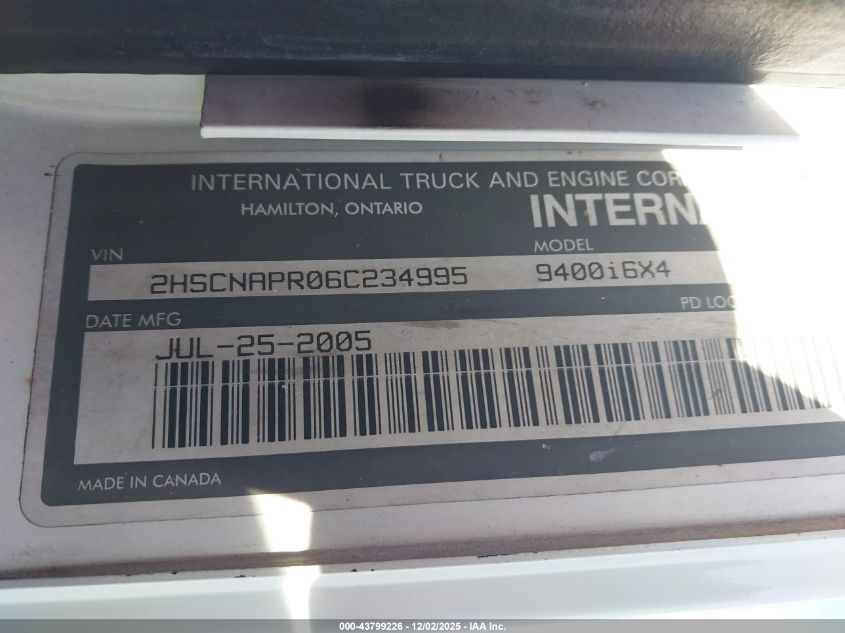 INTERNATIONAL TRUCK AND ENGINE COR
HAMILTON, ONTARIO
INTERN
VIN
MODEL
2HSCNAPR06C234995
9400i6X4
DATE MFG
PD LOC
JUL-25-2005
MADE IN CANADA
000-43799226 - 12/02/2025 - IAA Inc.